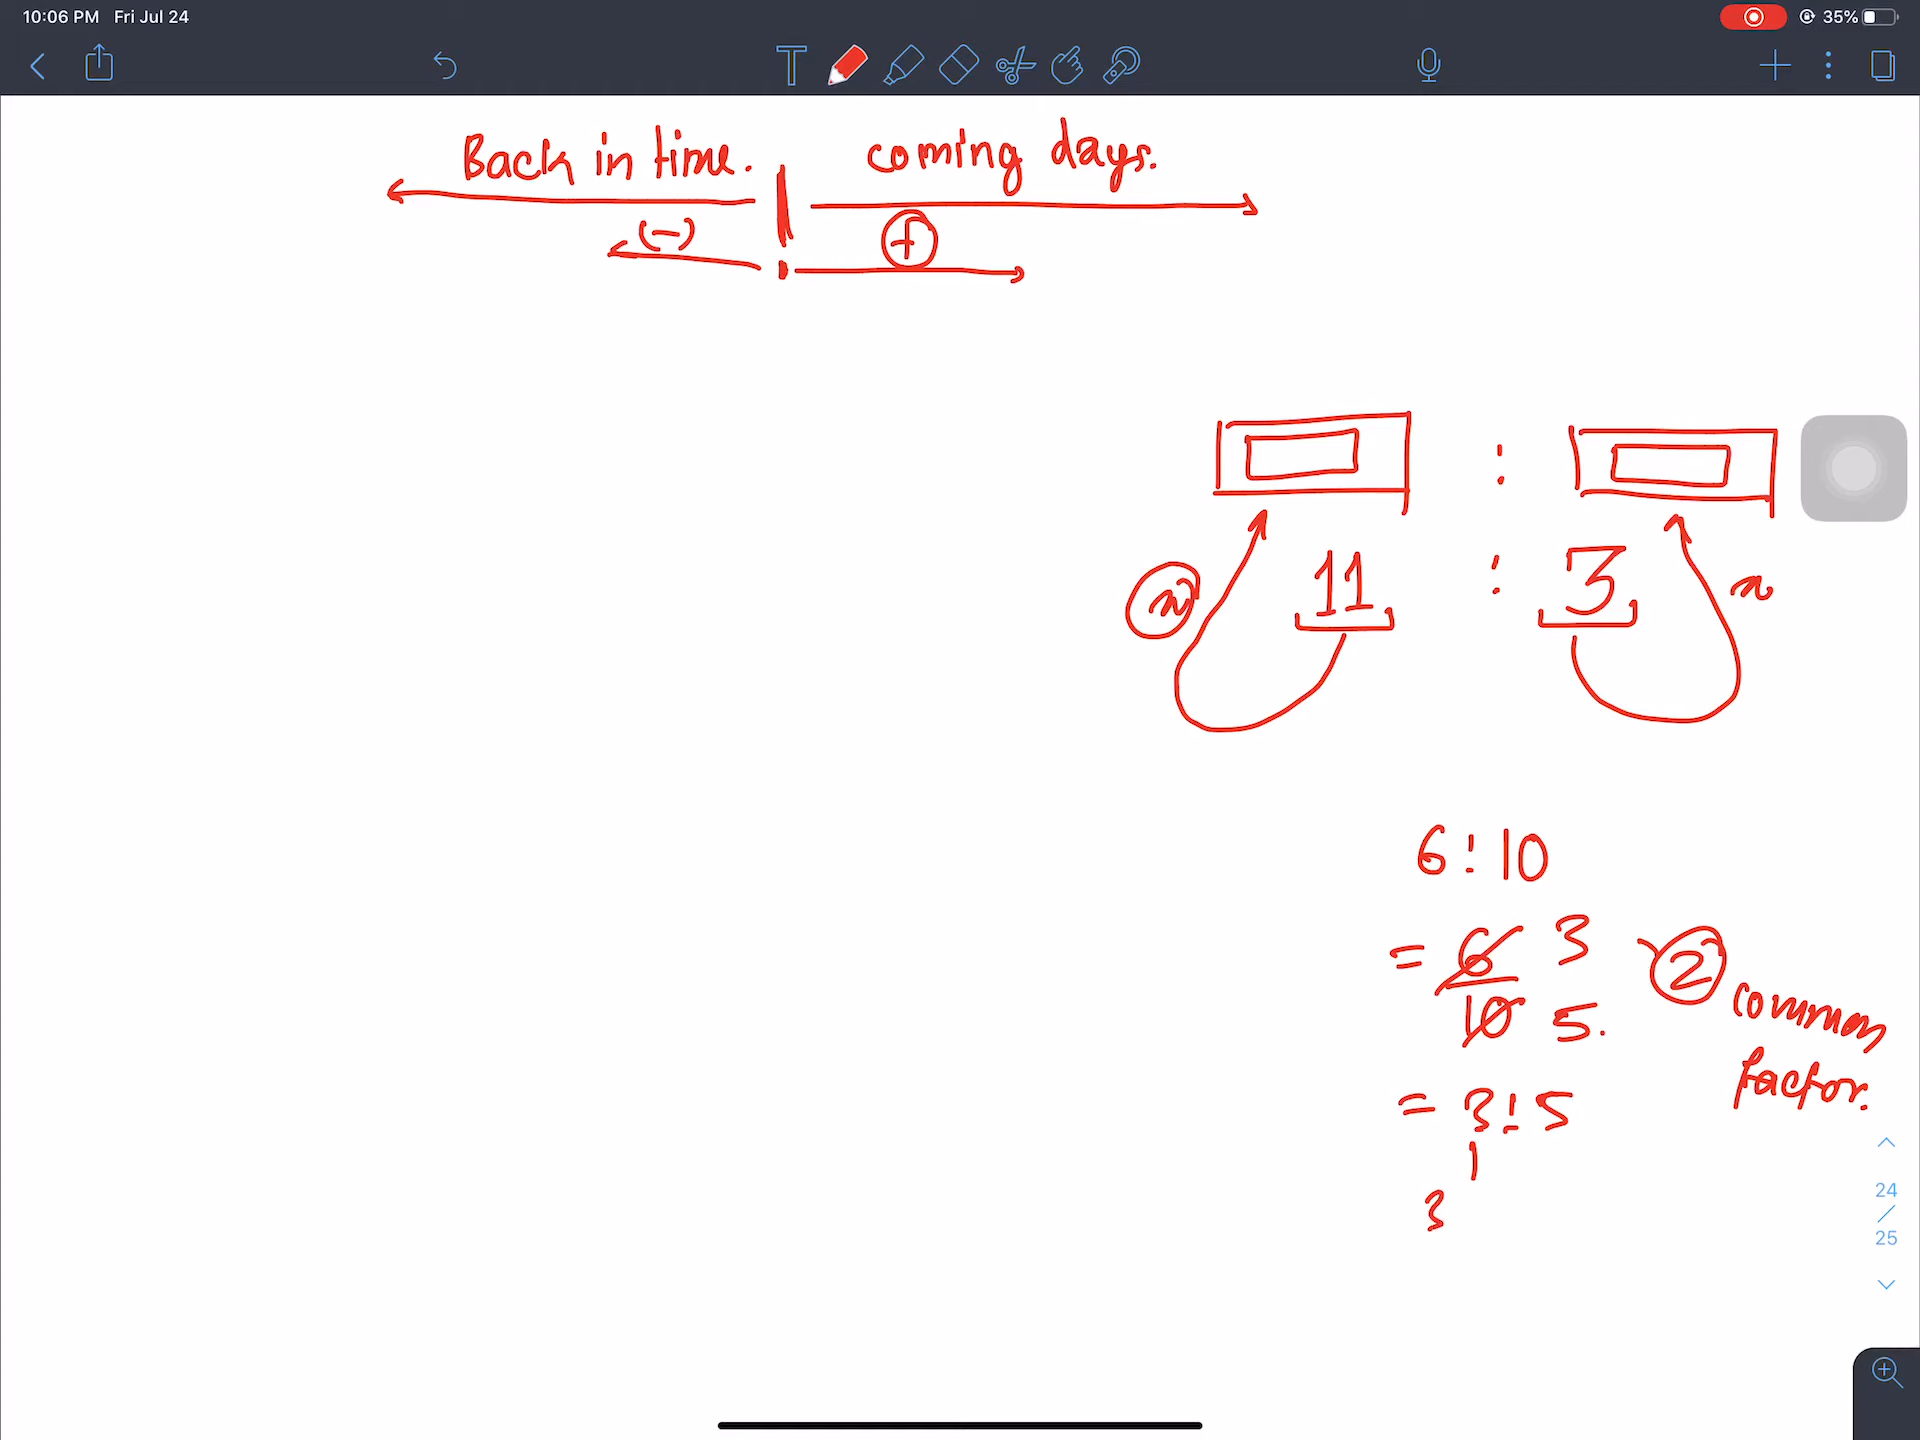 10:06 PM Fri Jul 24
35%
T
Back in time. coming days.
(-) +
:
11 : 3
x x
6:10
= 6 3 2
10 5. common
factor.
= 3:5
1
3
24
/
25